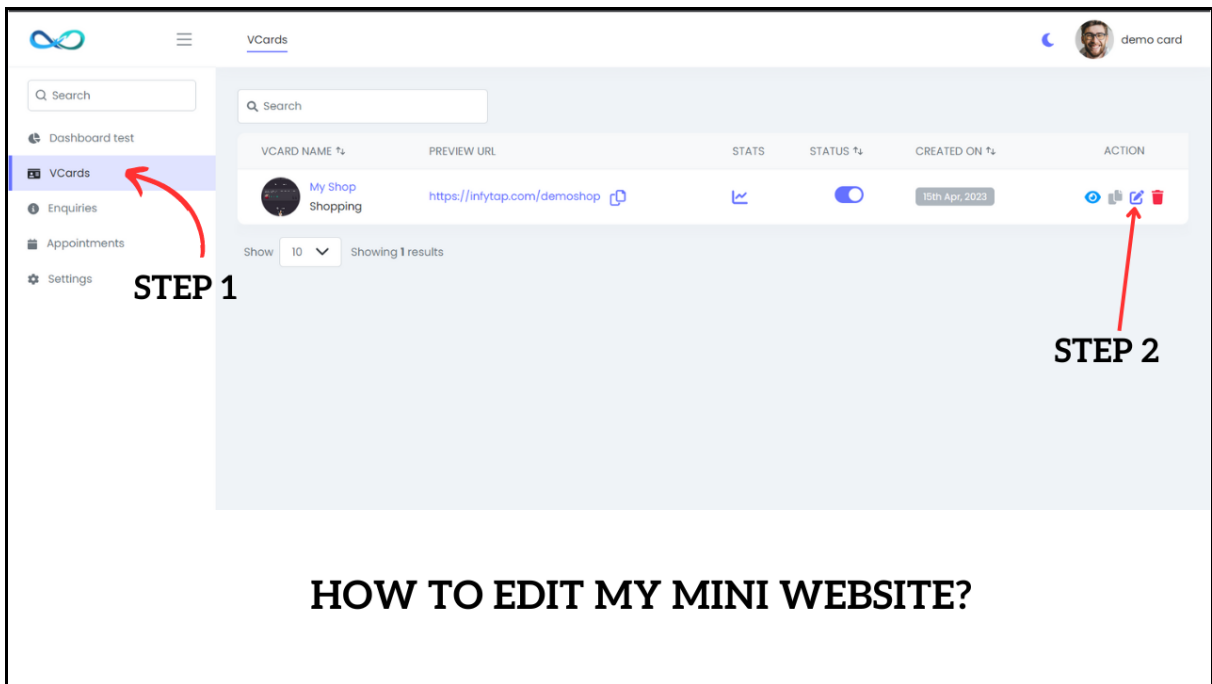 VCards
demo card
Search
Dashboard test
VCards
Enquiries
Appointments
Settings
STEP 1
Search
VCARD NAME
PREVIEW URL
STATS
STATUS
CREATED ON
ACTION
My Shop
Shopping
https://infytap.com/demoshop
15th Apr, 2023
Show 10 Showing 1 results
STEP 2
HOW TO EDIT MY MINI WEBSITE?